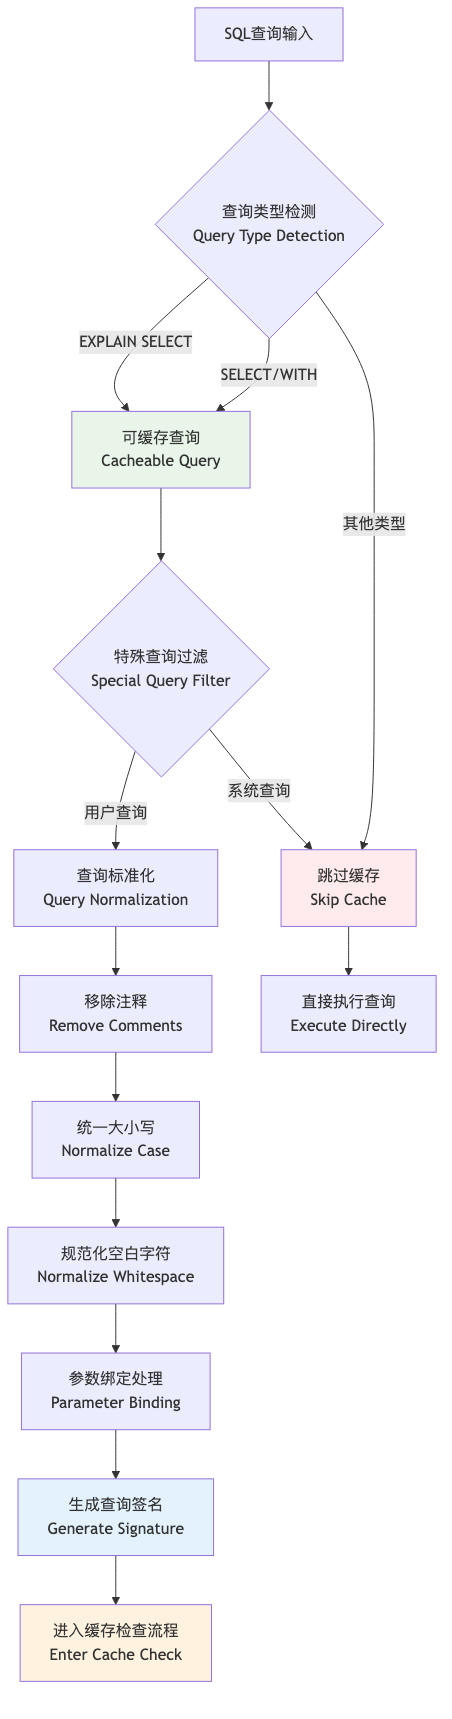 SQL查询输入
查询类型检测
Query Type Detection
EXPLAIN SELECT
SELECT/WITH
可缓存查询
Cacheable Query
其他类型
特殊查询过滤
Special Query Filter
系统查询
用户查询
查询标准化
Query Normalization
跳过缓存
Skip Cache
移除注释
Remove Comments
直接执行查询
Execute Directly
统一大小写
Normalize Case
规范化空白字符
Normalize Whitespace
参数绑定处理
Parameter Binding
生成查询签名
Generate Signature
进入缓存检查流程
Enter Cache Check